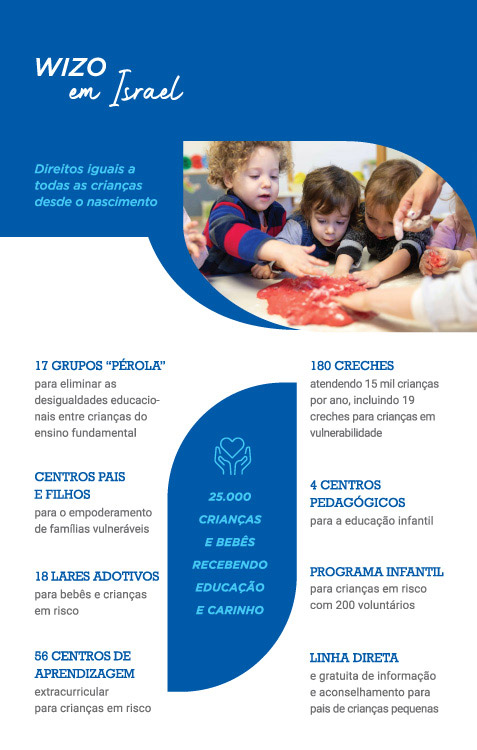 WIZO
em Israel
Direitos iguais a
todas as crianças
desde o nascimento
17 GRUPOS “PÉROLA”
para eliminar as
desigualdades educacio-
nais entre crianças do
ensino fundamental
CENTROS PAIS
E FILHOS
para o empoderamento
de famílias vulneráveis
18 LARES ADOTIVOS
para bebês e crianças
em risco
56 CENTROS DE
APRENDIZAGEM
extracurricular
para crianças em risco
25.000
CRIANÇAS
E BEBÊS
RECEBENDO
EDUCAÇÃO
E CARINHO
180 CRECHES
atendendo 15 mil crianças
por ano, incluindo 19
creches para crianças em
vulnerabilidade
4 CENTROS
PEDAGÓGICOS
para a educação infantil
PROGRAMA INFANTIL
para crianças em risco
com 200 voluntários
LINHA DIRETA
e gratuita de informação
e aconselhamento para
pais de crianças pequenas